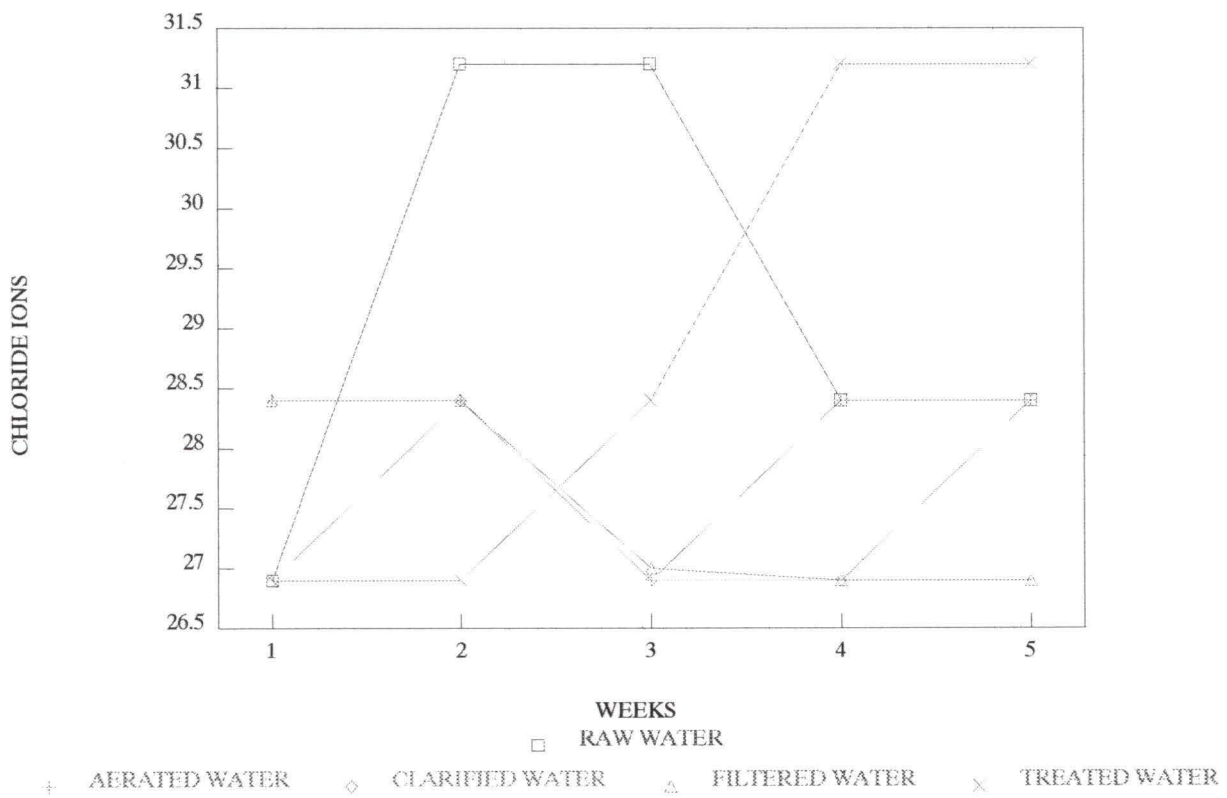 31.5
31
30.5
30
29.5
29
28.5
28
27.5
27
26.5
CHLORIDE IONS
1 2 3 4 5
WEEKS
RAW WATER
AERATED WATER CLARIFIED WATER FILTERED WATER TREATED WATER